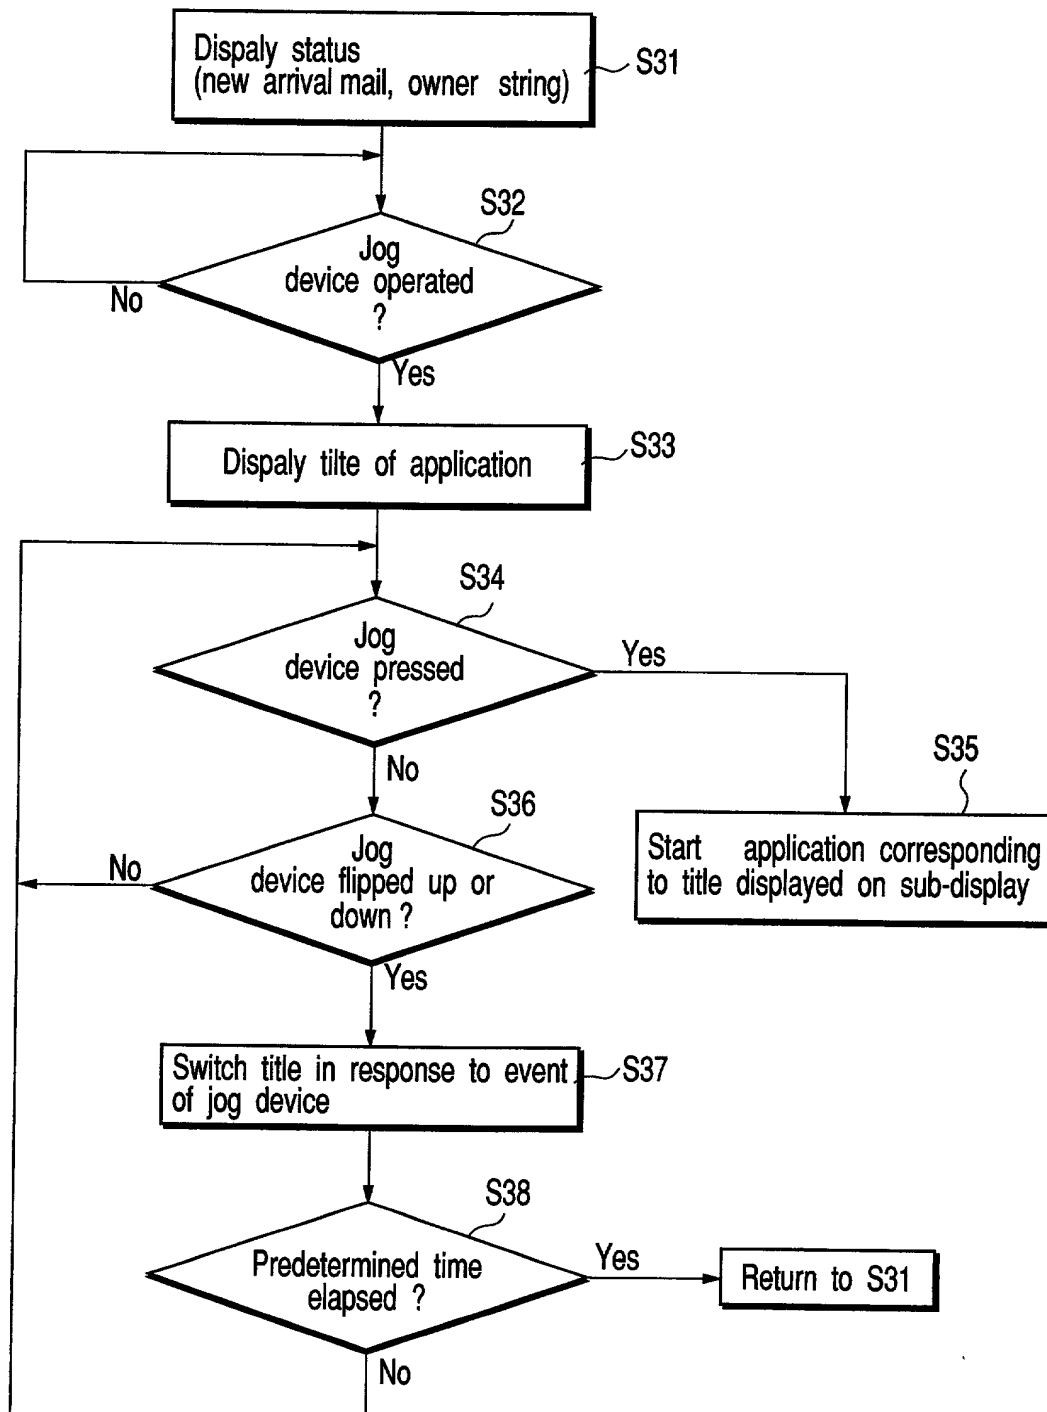 Dispaly status
(new arrival mail, owner string)
S31
S32
Jog
device operated
?
No
Yes
Dispaly tilte of application
S33
S34
Jog
device pressed
?
Yes
No
S35
Start application corresponding
to title displayed on sub-display
S36
Jog
device flipped up or
down ?
No
Yes
Switch title in response to event
of jog device
S37
S38
Predetermined time
elapsed ?
Yes
Return to S31
No